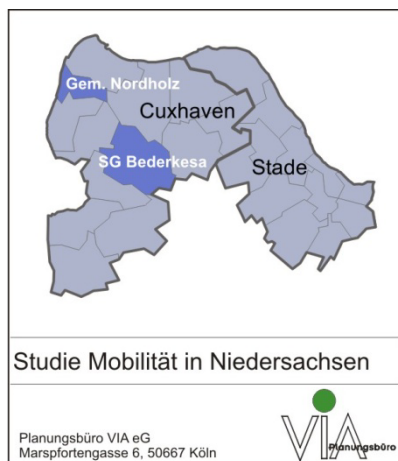 Gem. Nordholz
Cuxhaven
SG Bederkesa
Stade
Studie Mobilität in Niedersachsen
Planungsbüro VIA eG
Marspfortengasse 6, 50667 Köln
VIA
Planungsbüro